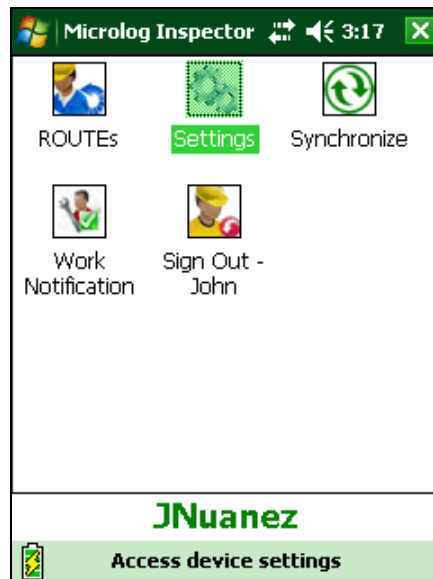 Microlog Inspector 3:17
ROUTEs Settings Synchronize
Work Sign Out -
Notification John
JNuanez
Access device settings